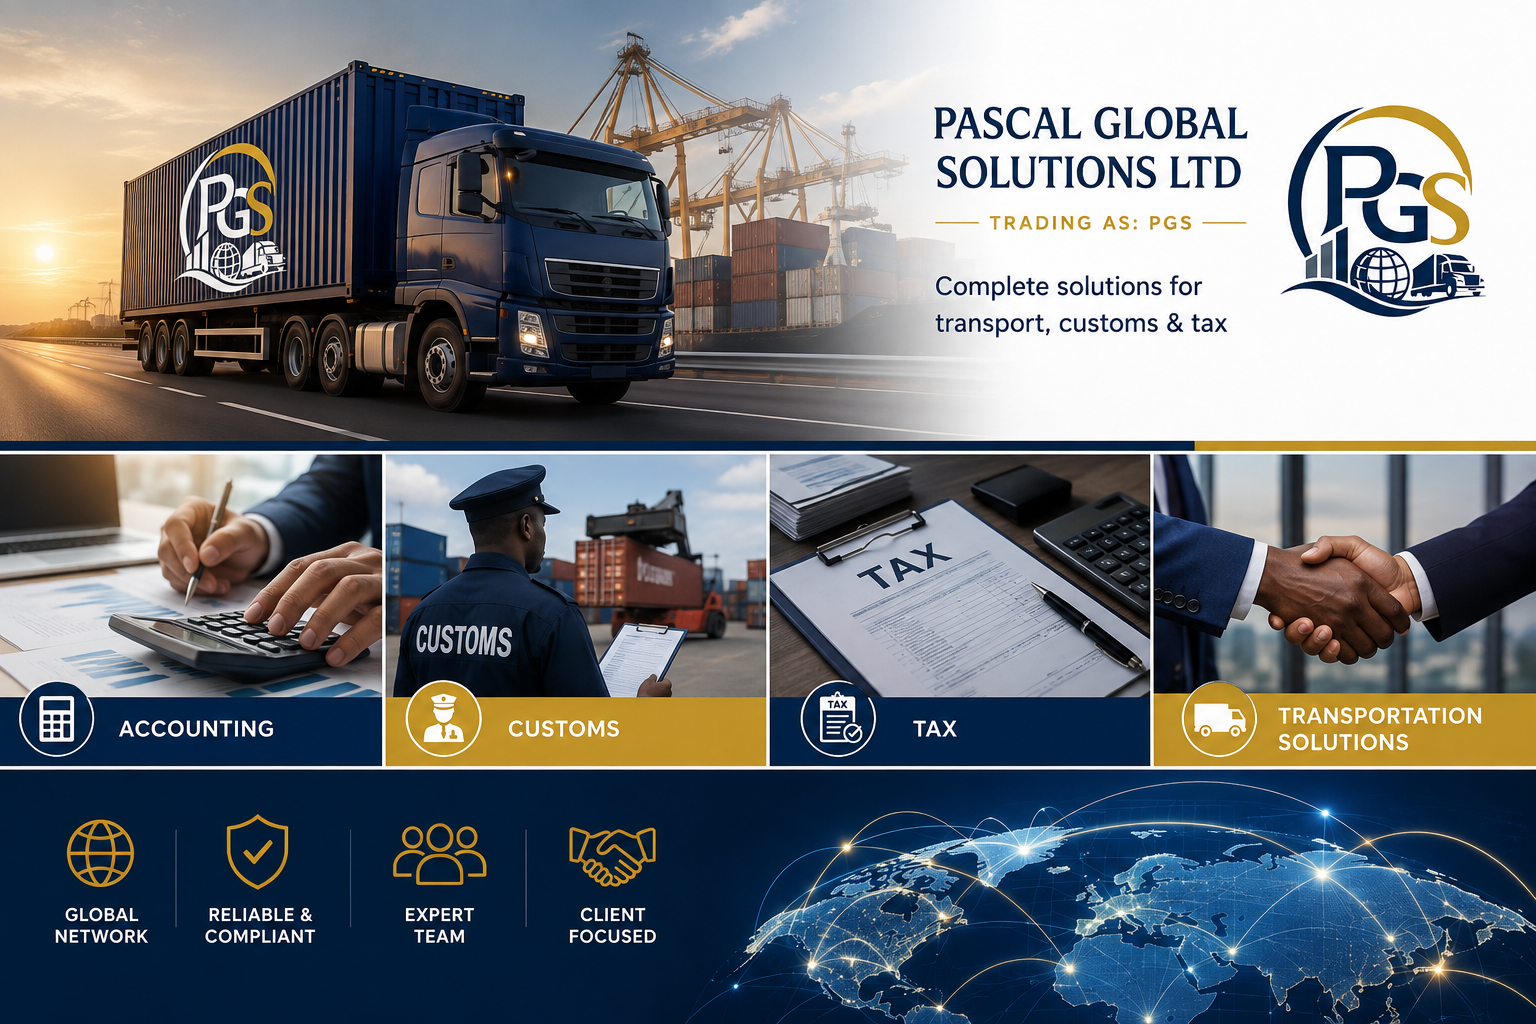 PGS
PASCAL GLOBAL
SOLUTIONS LTD
TRADING AS: PGS
Complete solutions for
transport, customs & tax
PGS
CUSTOMS
TAX
ACCOUNTING
CUSTOMS
TAX
TAX
TRANSPORTATION
SOLUTIONS
GLOBAL
NETWORK
RELIABLE &
COMPLIANT
EXPERT
TEAM
CLIENT
FOCUSED